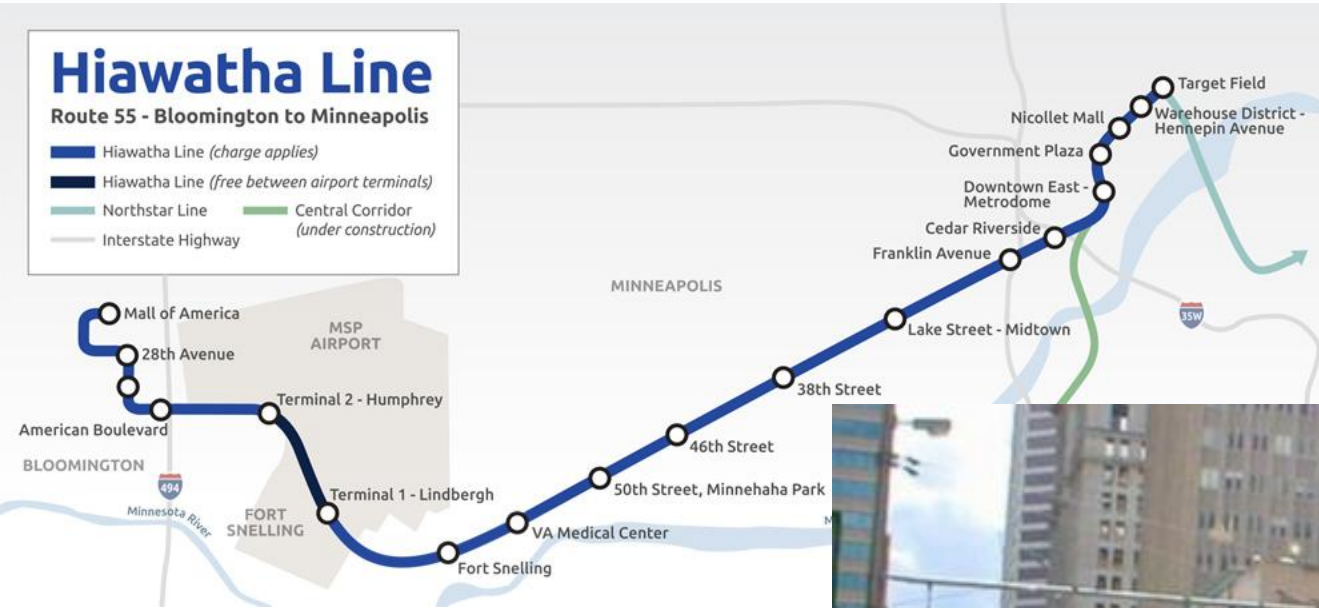 Hiawatha Line
Route 55 - Bloomington to Minneapolis
Hiawatha Line (charge applies)
Hiawatha Line (free between airport terminals)
Northstar Line
Central Corridor
(under construction)
Interstate Highway
Target Field
Warehouse District -
Hennepin Avenue
Nicollet Mall
Government Plaza
Downtown East -
Metrodome
Cedar Riverside
Franklin Avenue
MINNEAPOLIS
35W
Lake Street - Midtown
38th Street
46th Street
50th Street, Minnehaha Park
VA Medical Center
Fort Snelling
Mall of America
28th Avenue
MSP
AIRPORT
Terminal 2 - Humphrey
American Boulevard
BLOOMINGTON
494
Minnesota River
Terminal 1 - Lindbergh
FORT
SNELLING